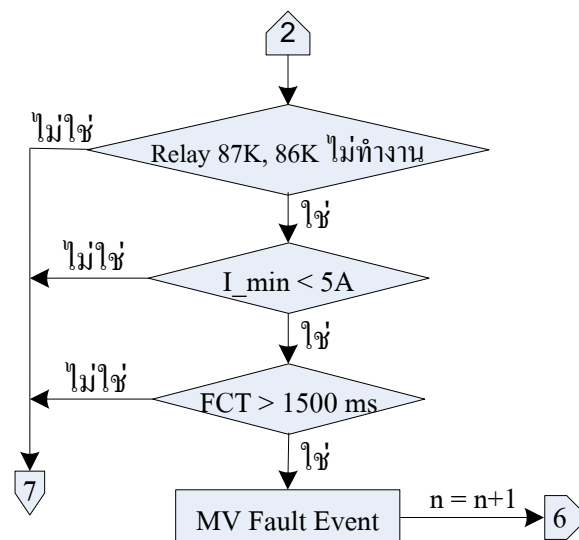 2
ไม่ใช่
Relay 87K, 86K ไม่ทำงาน
ใช่
ไม่ใช่
I_min < 5A
ใช่
ไม่ใช่
FCT > 1500 ms
ใช่
7
MV Fault Event
n = n+1
6